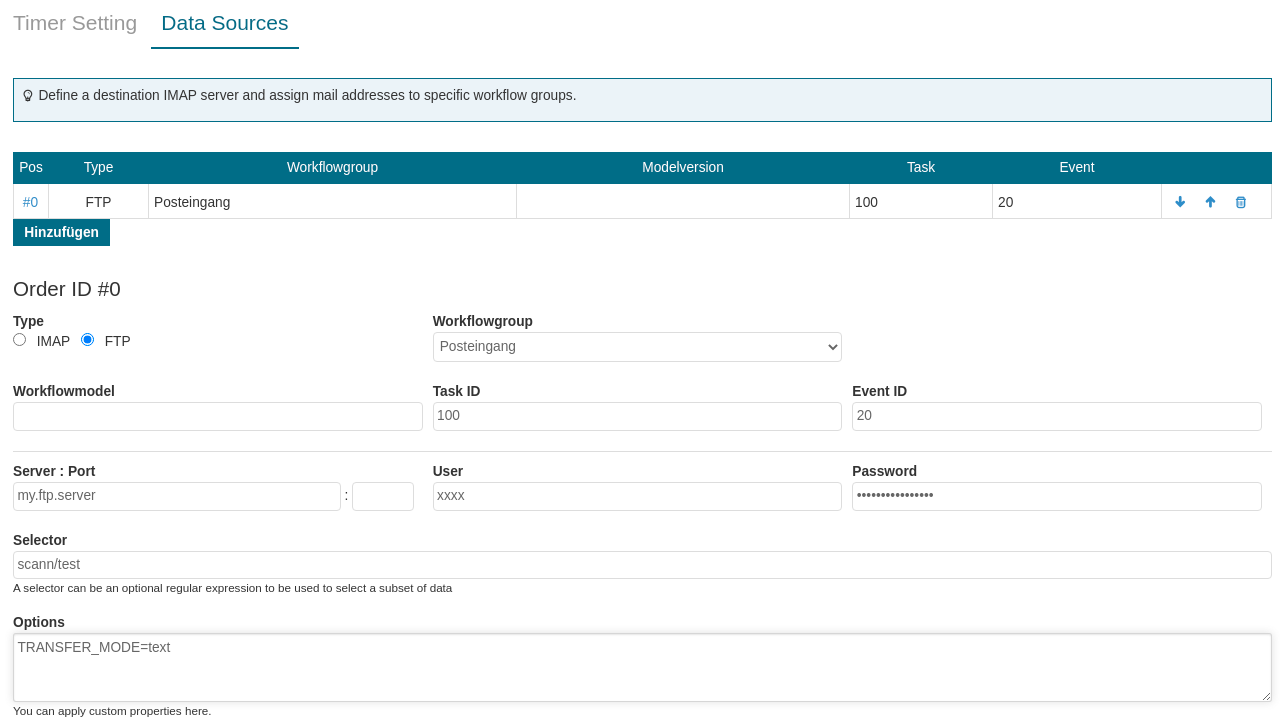 Timer Setting Data Sources
Define a destination IMAP server and assign mail addresses to specific workflow groups.
Pos Type Workflowgroup Modelversion Task Event
#0 FTP Posteingang 100 20
Hinzufügen
Order ID #0
Type Workflowgroup
IMAP FTP Posteingang
Workflowmodel Task ID Event ID
100 20
Server : Port User Password
my.ftp.server : xxxx ••••••••••••••••
Selector
scann/test
A selector can be an optional regular expression to be used to select a subset of data
Options
TRANSFER_MODE=text
You can apply custom properties here.